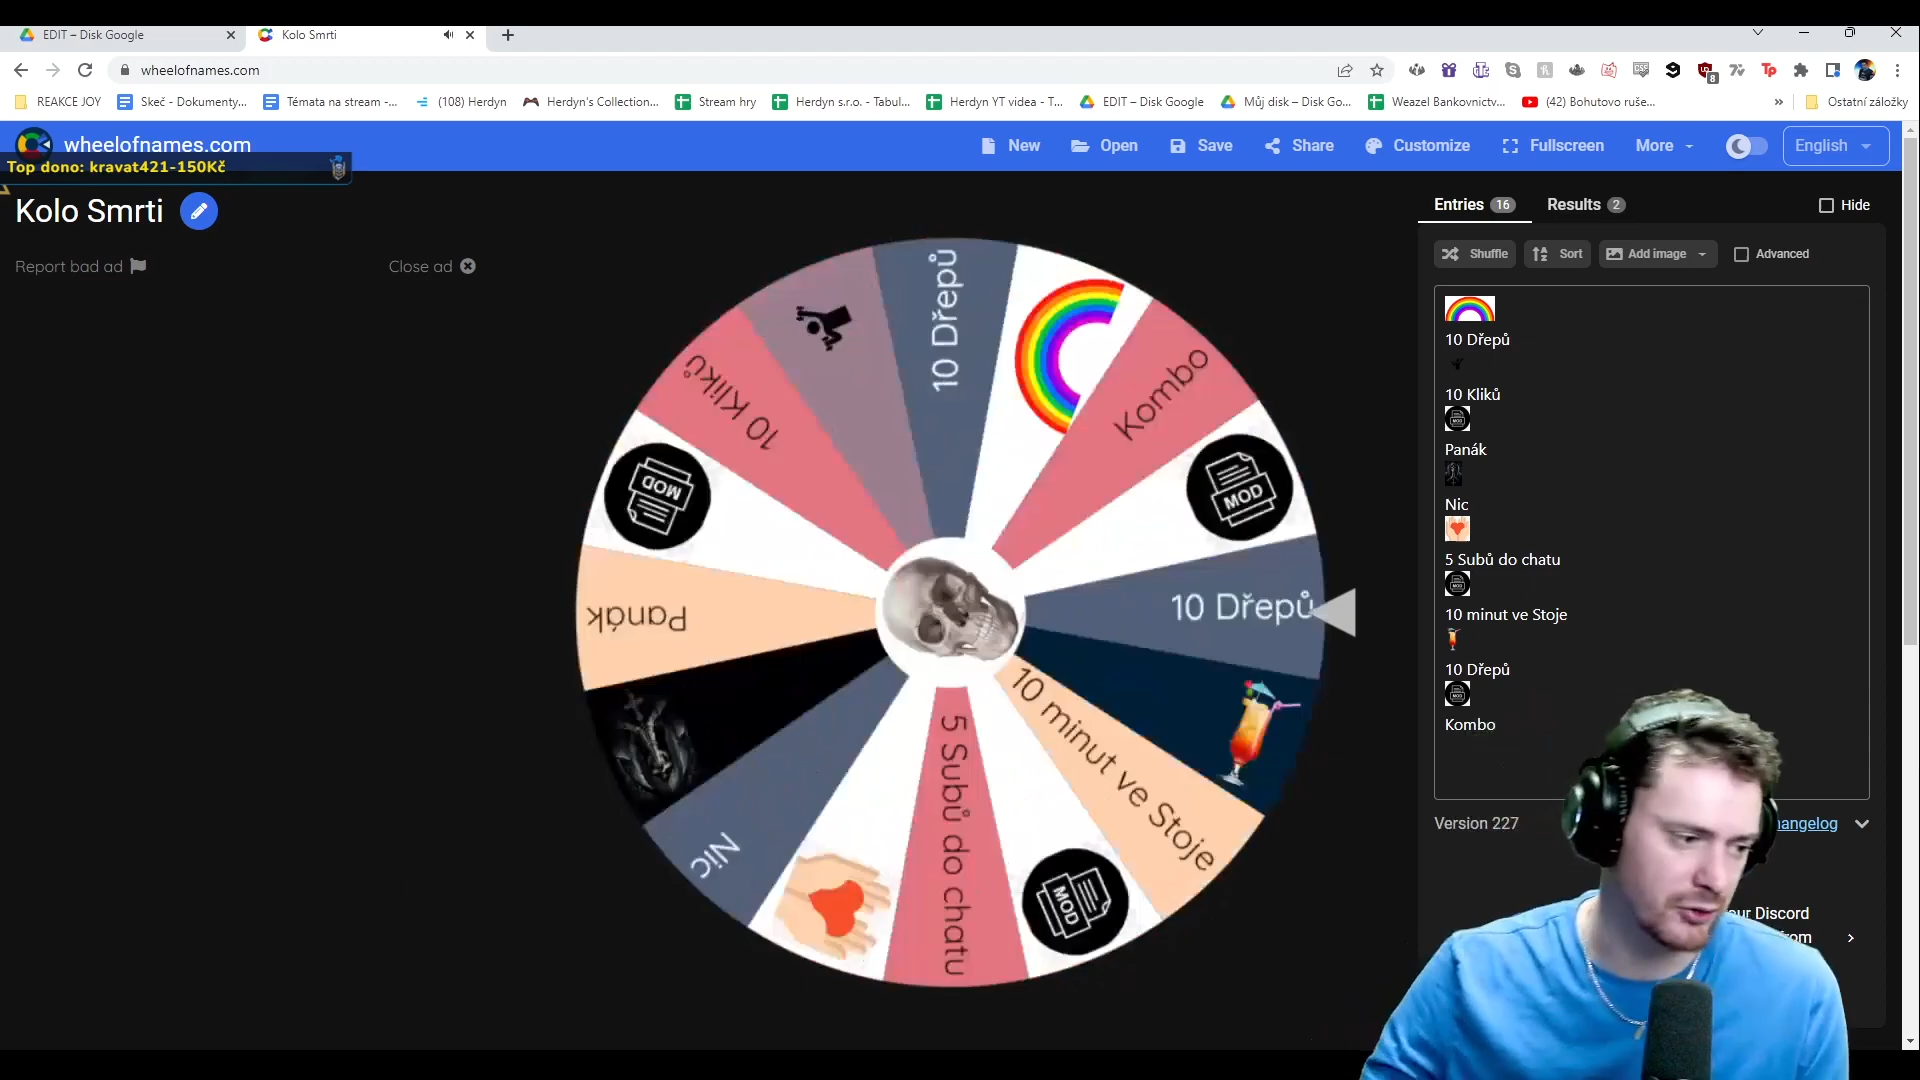 EDIT – Disk Google
Kolo Smrti
wheelofnames.com
REAKCE JOY
Skeč - Dokumenty...
Témata na stream -...
(108) Herdyn
Herdyn's Collection...
Stream hry
Herdyn s.r.o. - Tabul...
Herdyn YT videa - T...
EDIT – Disk Google
Můj disk – Disk Go...
Weazel Bankovnictv...
(42) Bohutovo ruše...
»
Ostatní záložky
wheelofnames.com
New
Open
Save
Share
Customize
Fullscreen
More
English
Top dono: kravat421-150Kč
Kolo Smrti
Report bad ad
Close ad
Entries 16
Results 2
Hide
Shuffle
Sort
Add image
Advanced
10 Dřepů
10 Kliků
Panák
Nic
5 Subů do chatu
10 minut ve Stoje
10 Dřepů
Kombo
10 Dřepů
Kombo
MOD
10 Dřepů
10 minut ve Stoje
MOD
5 Subů do chatu
Nic
Panák
MOD
10 Kliků
Version 227
hangelog
ur Discord